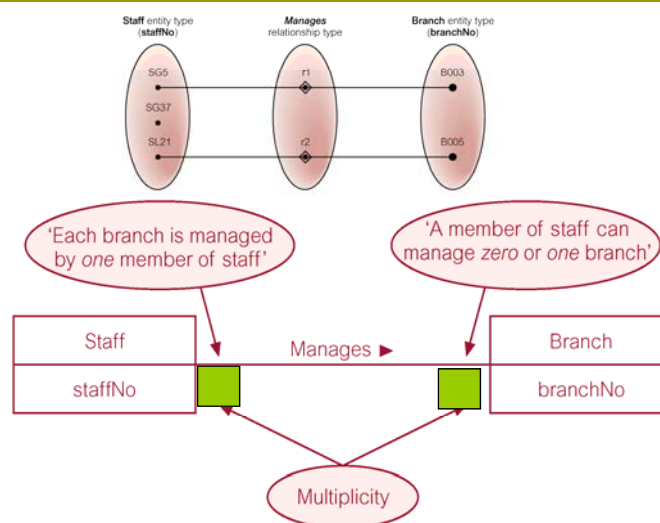 Staff entity type
(staffNo)
Manages
relationship type
Branch entity type
(branchNo)
SG5
r1
B003
SG37
SL21
r2
B005
‘Each branch is managed
by one member of staff’
‘A member of staff can
manage zero or one branch’
Staff
Manages ►
Branch
staffNo
branchNo
Multiplicity